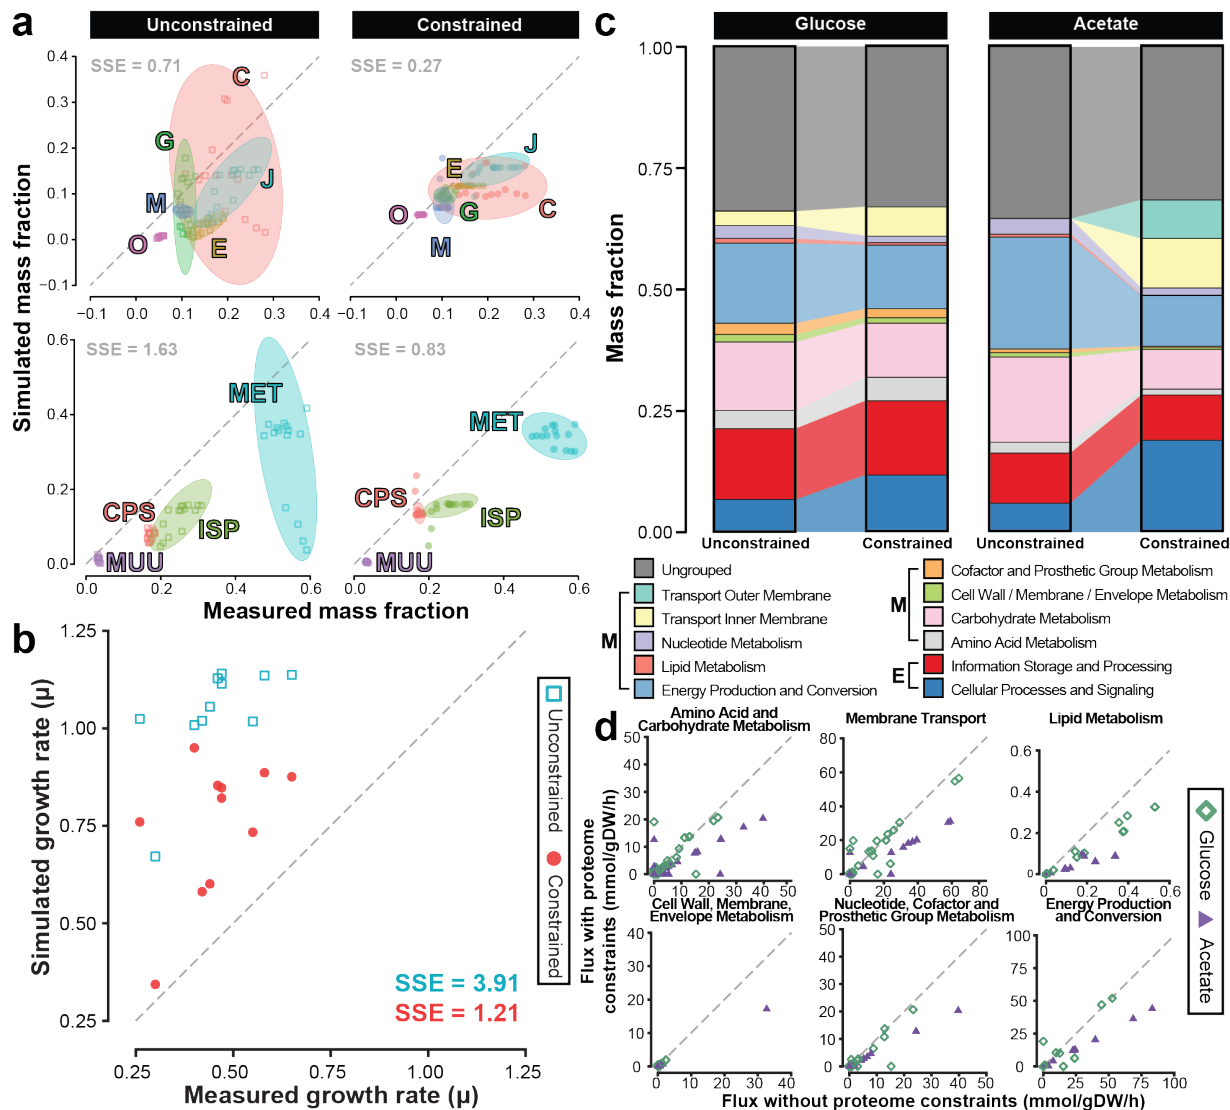 a
Unconstrained
Constrained
SSE = 0.71
SSE = 0.27
0.4
0.3
0.2
0.1
0.0
−0.1
C
G
M
J
O
E
J
E
O
G
C
M
−0.1
0.0
0.1
0.2
0.3
0.4
−0.1
0.0
0.1
0.2
0.3
0.4
Simulated mass fraction
SSE = 1.63
SSE = 0.83
0.6
0.4
0.2
0.0
MET
CPS
ISP
MUU
MET
CPS
ISP
MUU
0.0
0.2
0.4
0.6
0.0
0.2
0.4
0.6
Measured mass fraction
b
1.25
1.00
0.75
0.50
0.25
Simulated growth rate (μ)
SSE = 3.91
SSE = 1.21
0.25
0.50
0.75
1.00
1.25
Measured growth rate (μ)
Unconstrained
Constrained
c
Glucose
Acetate
1.00
0.75
0.50
0.25
0.00
Mass fraction
Unconstrained
Constrained
Unconstrained
Constrained
Ungrouped
Transport Outer Membrane
Transport Inner Membrane
M
Nucleotide Metabolism
Lipid Metabolism
Energy Production and Conversion
Cofactor and Prosthetic Group Metabolism
Cell Wall / Membrane / Envelope Metabolism
M
Carbohydrate Metabolism
Amino Acid Metabolism
E
Information Storage and Processing
Cellular Processes and Signaling
d
Amino Acid and
Carbohydrate Metabolism
50
40
30
20
10
0
0
10
20
30
40
50
Membrane Transport
80
60
40
20
0
0
20
40
60
80
Lipid Metabolism
0.6
0.4
0.2
0
0
0.2
0.4
0.6
Cell Wall, Membrane,
Envelope Metabolism
40
30
20
10
0
0
10
20
30
40
Nucleotide, Cofactor and
Prosthetic Group Metabolism
50
40
30
20
10
0
0
10
20
30
40
50
Energy Production
and Conversion
100
75
50
25
0
0
25
50
75
100
Flux with proteome
constraints (mmol/gDW/h)
Flux without proteome constraints (mmol/gDW/h)
Glucose
Acetate